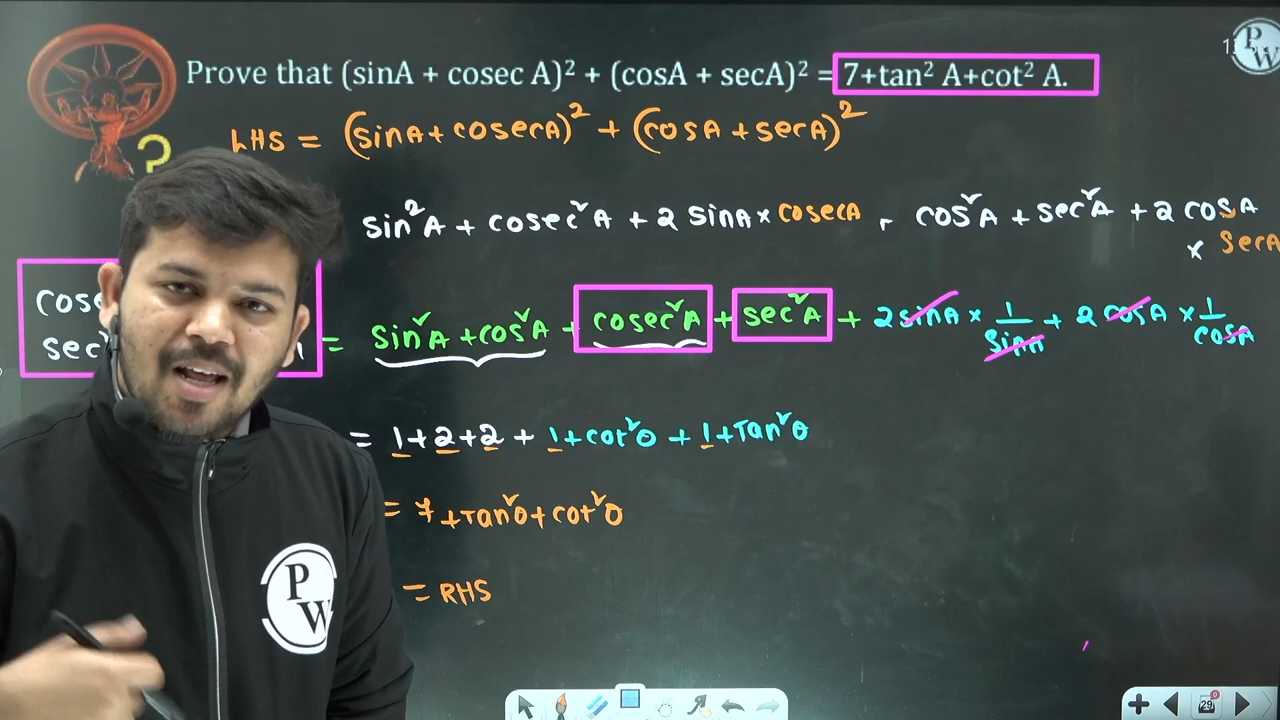 Prove that (sinA + cosec A)² + (cosA + secA)² = 7+tan² A+cot² A.
LHS = (sinA+cosecA)² + (cosA+secA)²
sin²A + cosec²A + 2 sinA × cosecA + cos²A + sec²A + 2 cosA
× secA
= sin²A + cos²A + cosec²A + sec²A + 2 sinA × 1/sinA + 2 cosA × 1/cosA
= 1+2+2 + 1+cot²θ + 1+Tan²θ
= 7+Tan²θ+cot²θ
= RHS
?
P
W
P
W
29